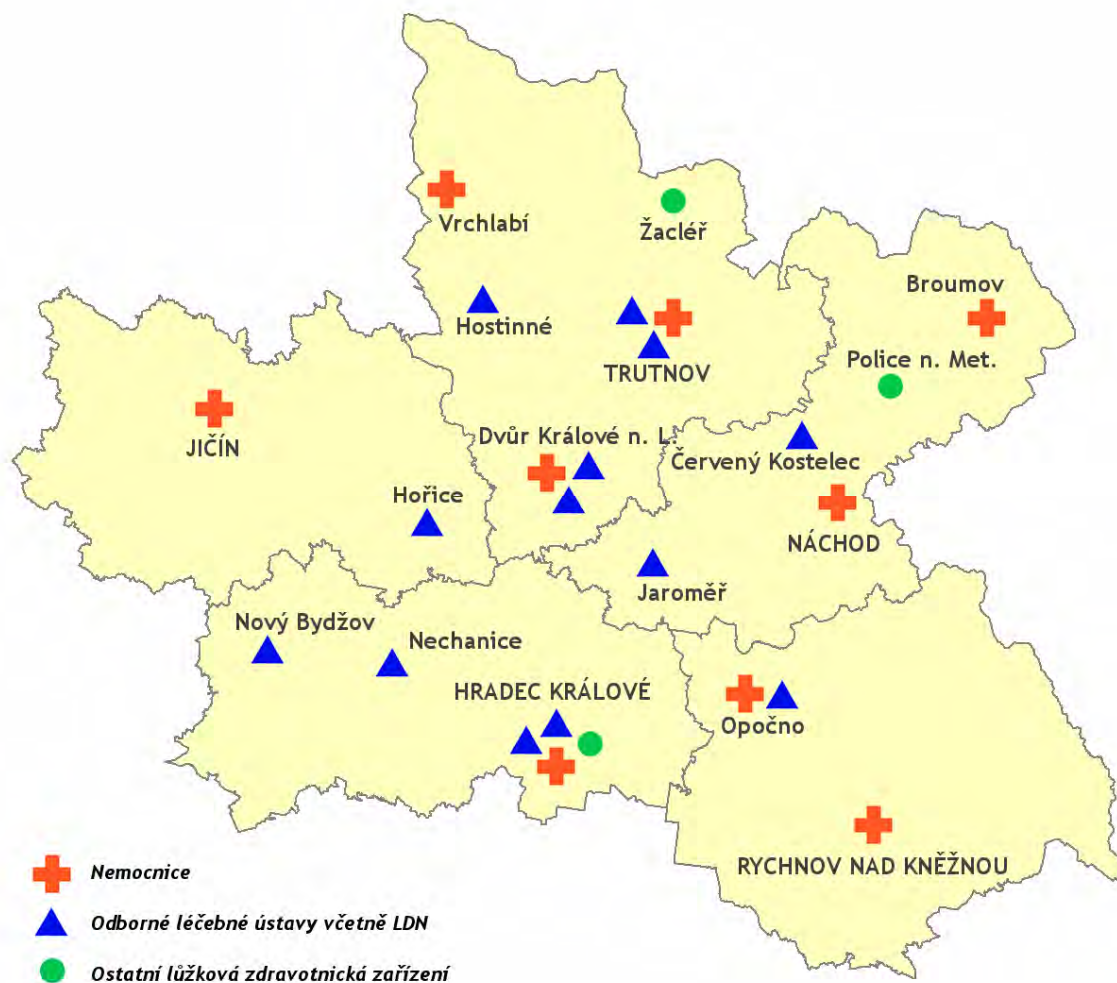 Vrchlabí
Žacléř
Broumov
Hostinné
Police n. Met.
TRUTNOV
JIČÍN
Dvůr Králové n. L.
Červený Kostelec
Hořice
NÁCHOD
Jaroměř
Nový Bydžov
Nechanice
HRADEC KRÁLOVÉ
Opočno
RYCHNOV NAD KNĚŽNOU
Nemocnice
Odborné léčebné ústavy včetně LDN
Ostatní lůžková zdravotnická zařízení